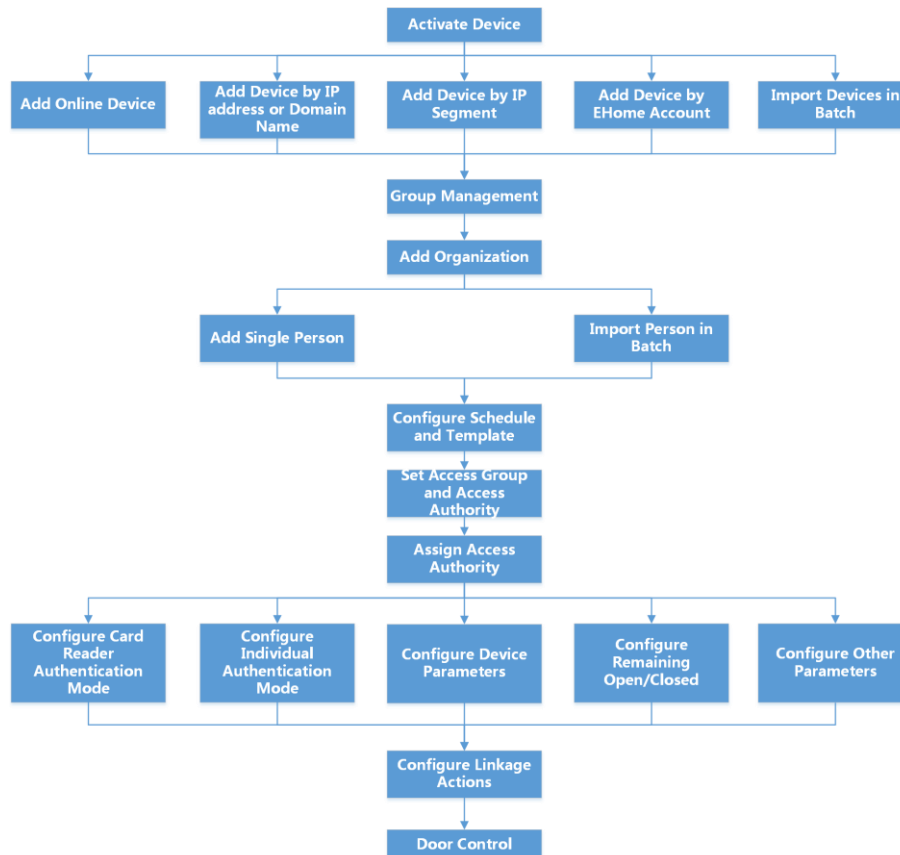 Activate Device
Add Online Device
Add Device by IP
address or Domain
Name
Add Device by IP
Segment
Add Device by
EHome Account
Import Devices in
Batch
Group Management
Add Organization
Add Single Person
Import Person in
Batch
Configure Schedule
and Template
Set Access Group
and Access
Authority
Assign Access
Authority
Configure Card
Reader
Authentication
Mode
Configure
Individual
Authentication
Mode
Configure Device
Parameters
Configure
Remaining
Open/Closed
Configure Other
Parameters
Configure Linkage
Actions
Door Control